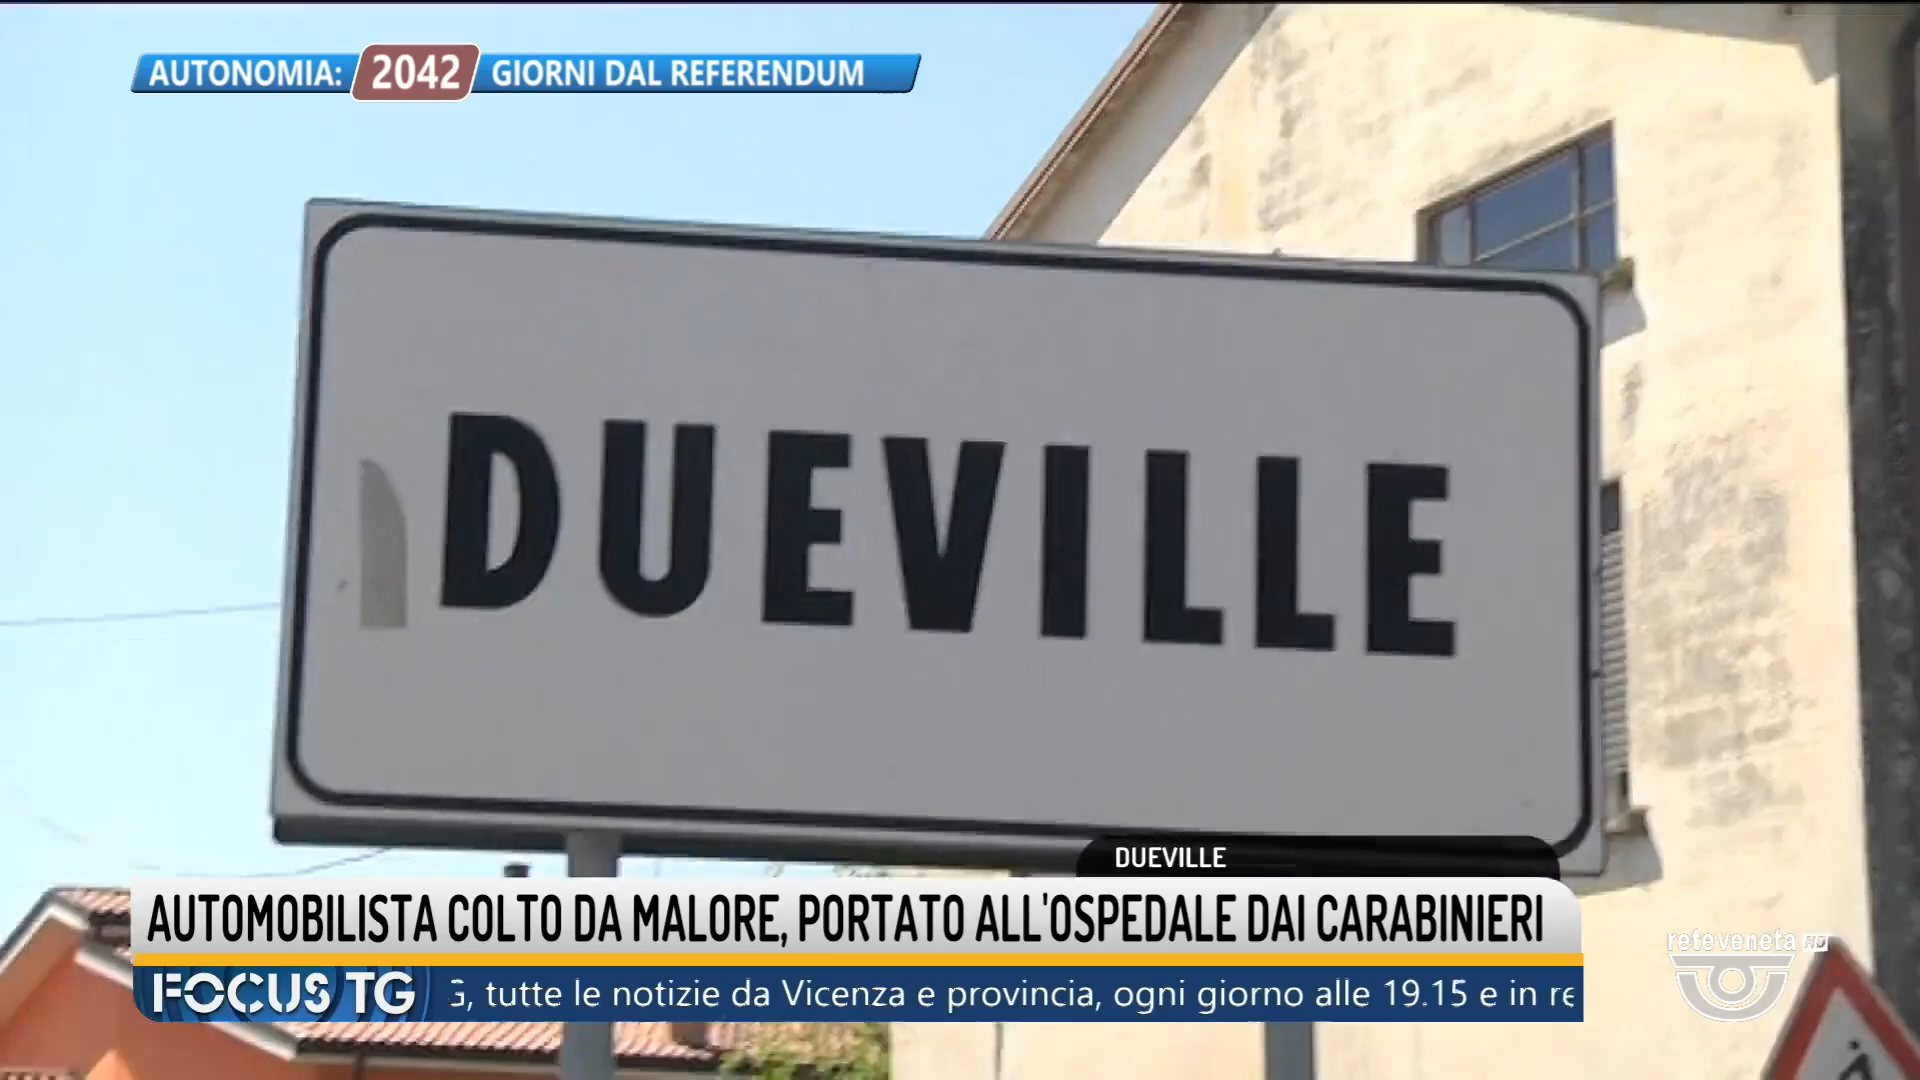 AUTONOMIA: 2042 GIORNI DAL REFERENDUM
DUEVILLE
DUEVILLE
AUTOMOBILISTA COLTO DA MALORE, PORTATO ALL'OSPEDALE DAI CARABINIERI
FOCUS TG
, tutte le notizie da Vicenza e provincia, ogni giorno alle 19.15 e in
reteveneta HD